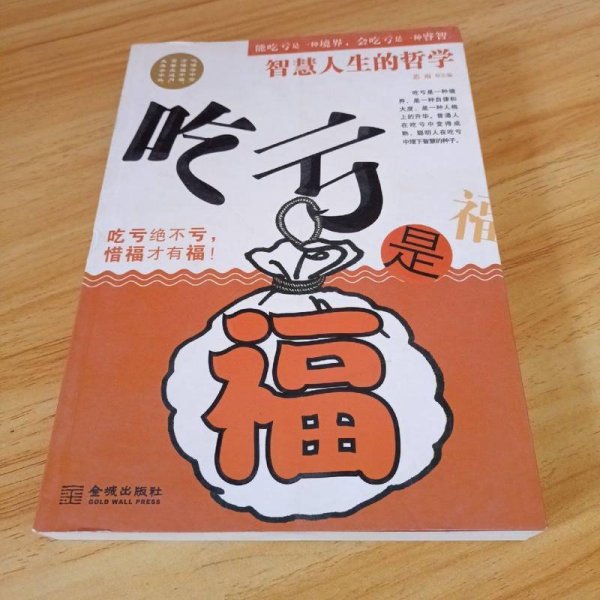 能吃亏是一种境界，会吃亏是一种睿智
智慧人生的哲学
吃亏是一种境
界，是一种自律和
大度，是一种人格
上的升华。普通人
在吃亏中变得成
熟，聪明人在吃亏
中埋下智慧的种子。
吃亏
是
福
吃亏绝不亏，
惜福才有福！
福
金城出版社
GOLD WALL PRESS